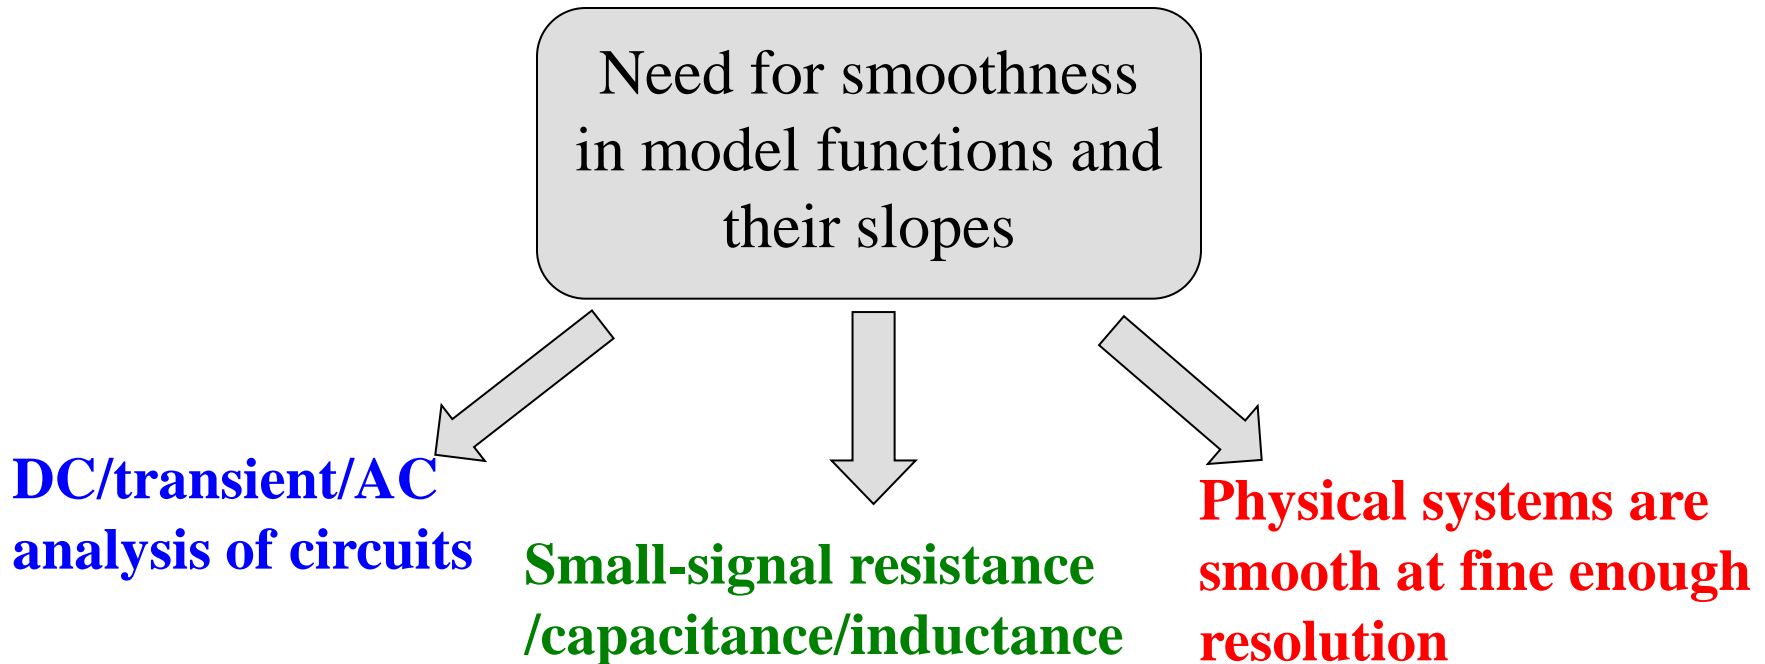 Need for smoothness
in model functions and
their slopes
DC/transient/AC
analysis of circuits
Small-signal resistance
/capacitance/inductance
Physical systems are
smooth at fine enough
resolution